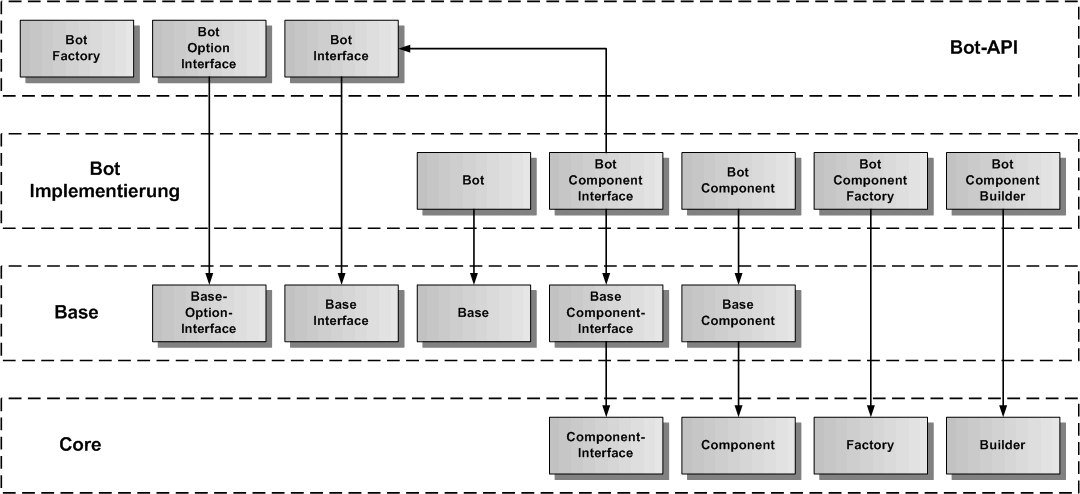 Bot
Factory
Bot
Option
Interface
Bot
Interface
Bot-API
Bot
Implementierung
Bot
Bot
Component
Interface
Bot
Component
Bot
Component
Factory
Bot
Component
Builder
Base
Base-
Option-
Interface
Base
Interface
Base
Base
Component-
Interface
Base
Component
Core
Component-
Interface
Component
Factory
Builder